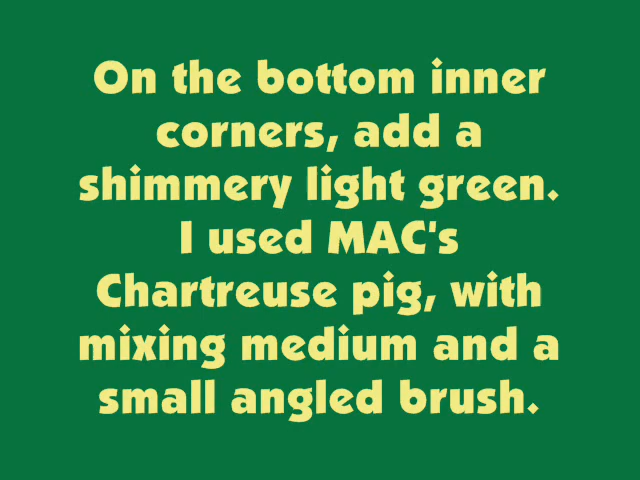 On the bottom inner
corners, add a
shimmery light green.
I used MAC's
Chartreuse pig, with
mixing medium and a
small angled brush.